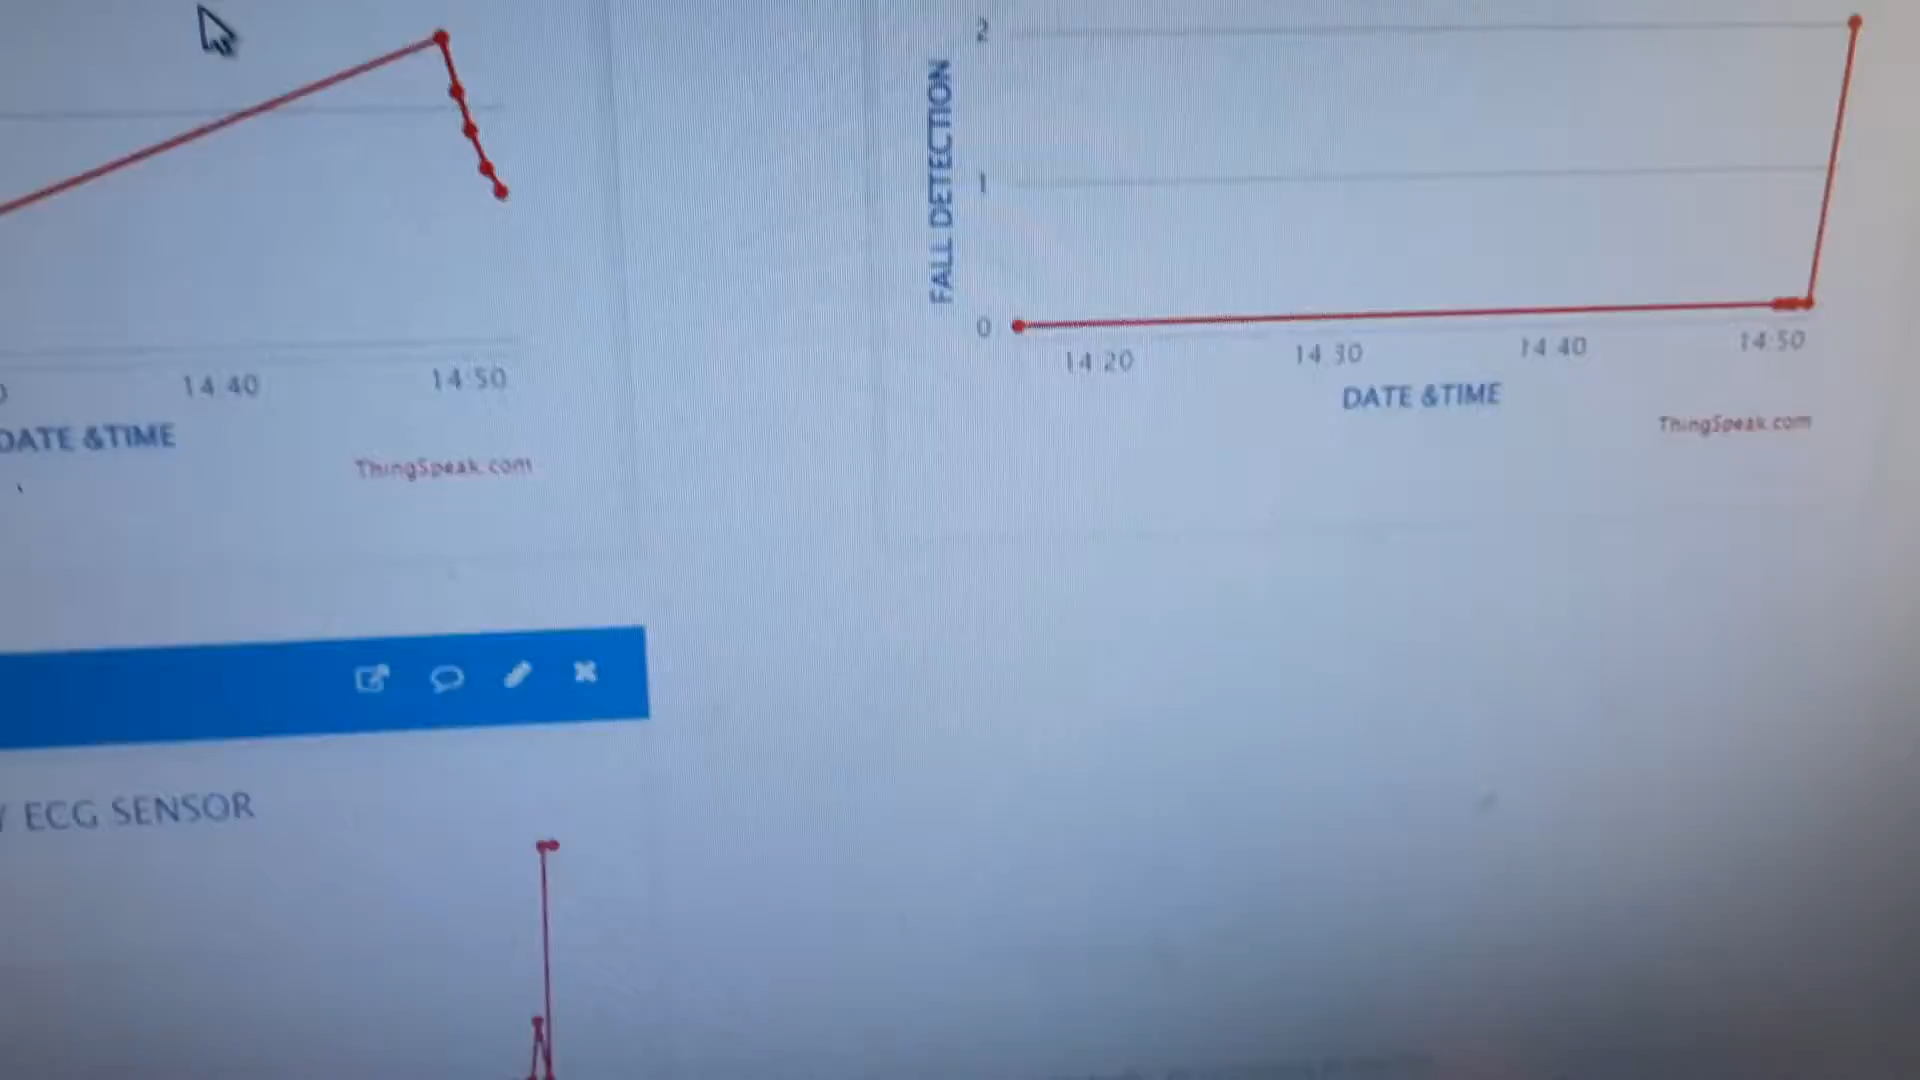 2
FALL DETECTION
1
0
14 20
14 30
14 40
14:50
DATE &TIME
ThingSpeak.com
14 40
14:50
DATE &TIME
ThingSpeak.com
ECG SENSOR